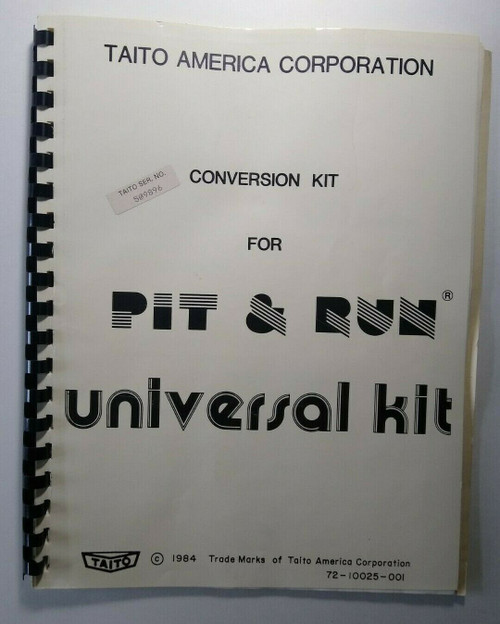 TAITO AMERICA CORPORATION
CONVERSION KIT
TAITO SER. NO.
509896
FOR
PIT & RUN®
universal kit
TAITO © 1984 Trade Marks of Taito America Corporation
72-10025-001